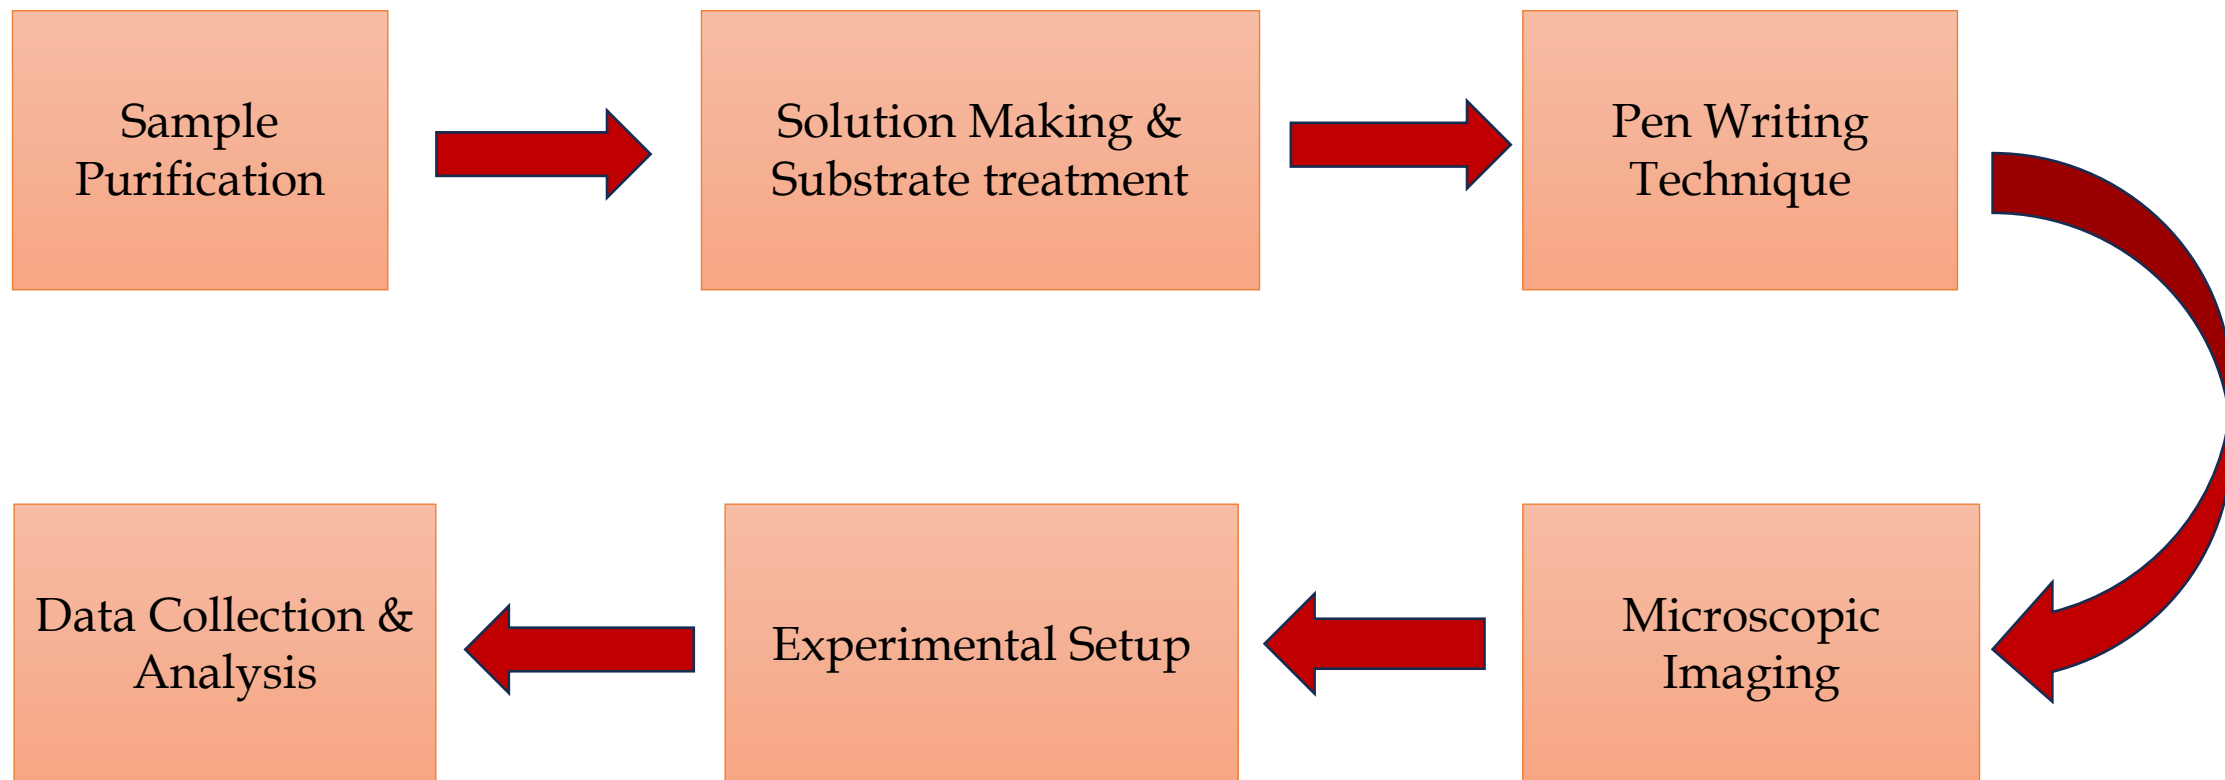 Sample
Purification
Solution Making &
Substrate treatment
Pen Writing
Technique
Microscopic
Imaging
Experimental Setup
Data Collection &
Analysis